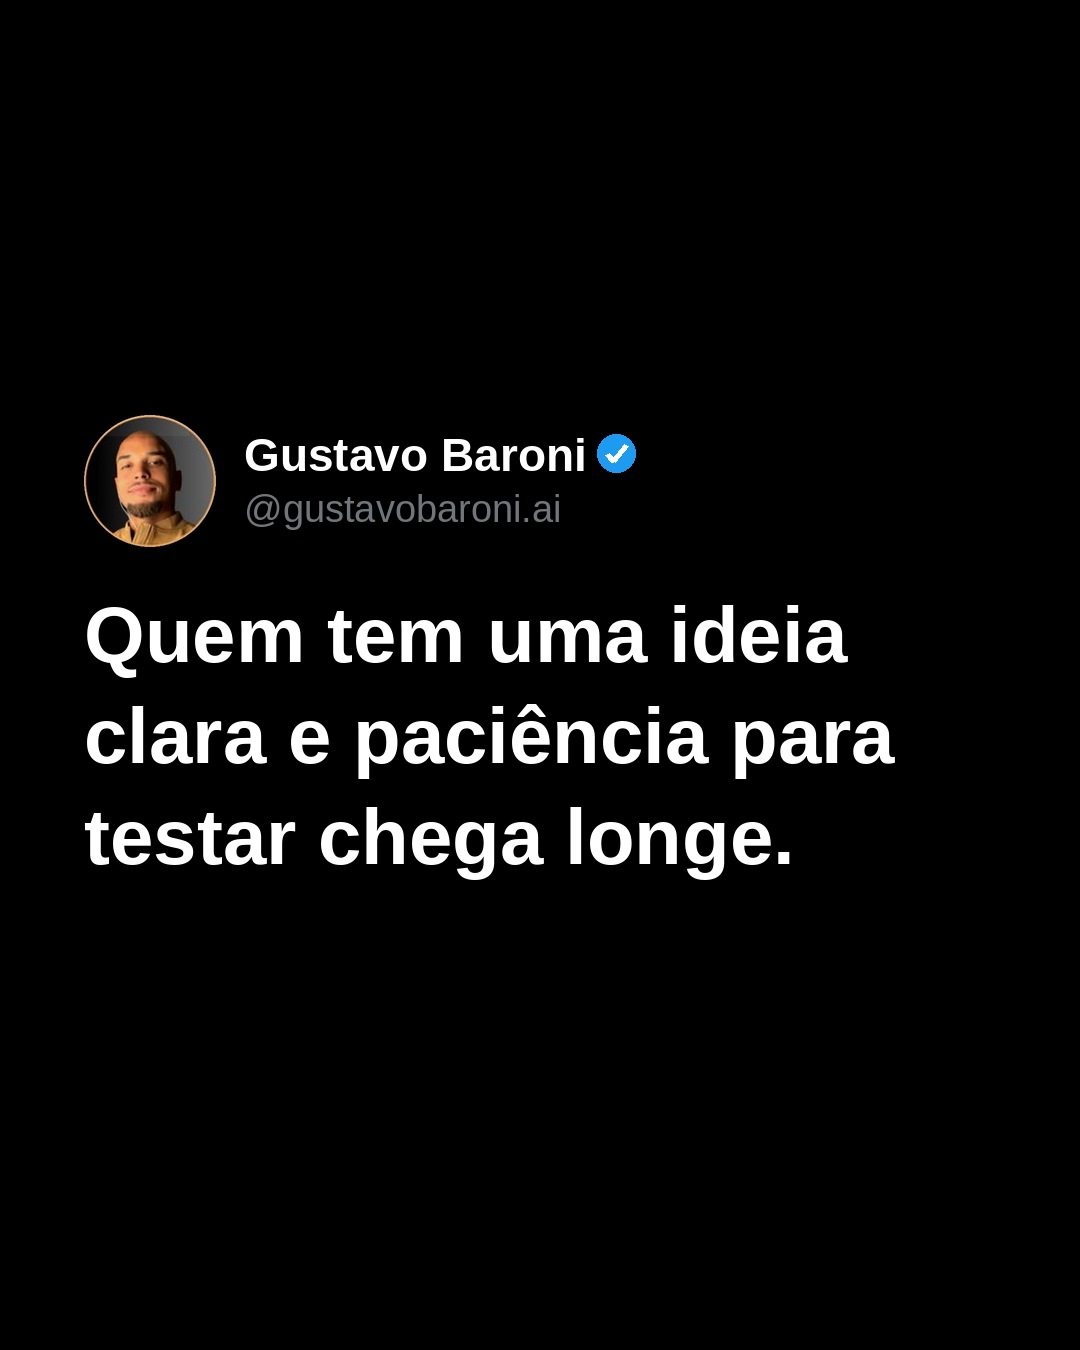 Gustavo Baroni
@gustavobaroni.ai
Quem tem uma ideia
clara e paciência para
testar chega longe.